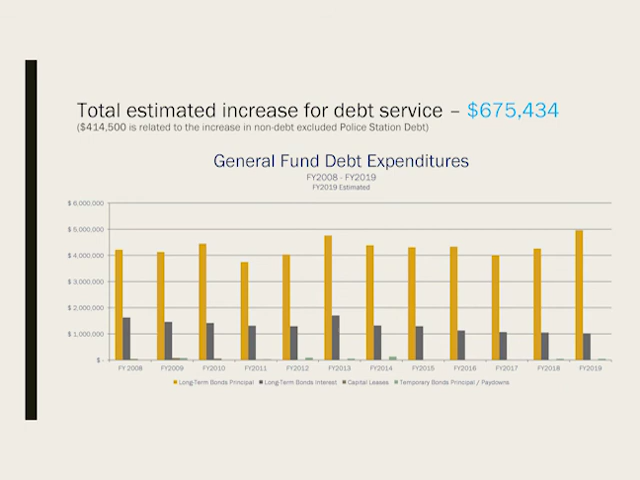 Total estimated increase for debt service – $675,434
($414,500 is related to the increase in non-debt excluded Police Station Debt)
General Fund Debt Expenditures
FY2008 - FY2019
FY2019 Estimated
$ 6,000,000
$ 5,000,000
$ 4,000,000
$ 3,000,000
$ 2,000,000
$ 1,000,000
$ -
FY 2008 FY2009 FY2010 FY2011 FY2012 FY2013 FY2014 FY2015 FY2016 FY2017 FY2018 FY2019
Long-Term Bonds Principal Long-Term Bonds Interest Capital Leases Temporary Bonds Principal / Paydowns